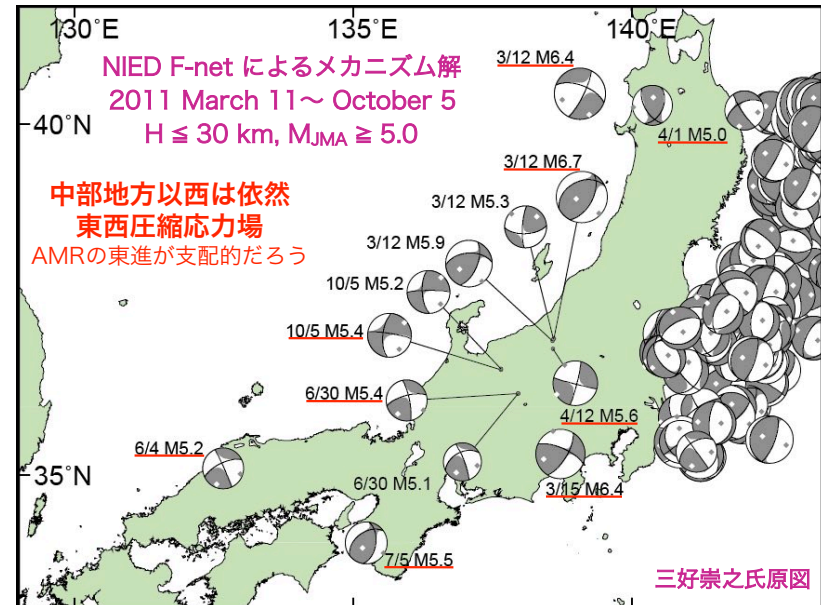 130˚E
135˚E
140˚E
NIED F-net によるメカニズム解
2011 March 11〜 October 5
H ≦ 30 km, MJMA ≧ 5.0
中部地方以西は依然
東西圧縮応力場
AMRの東進が支配的だろう
40˚N
35˚N
3/12 M6.4
4/1 M5.0
3/12 M6.7
3/12 M5.3
3/12 M5.9
10/5 M5.2
10/5 M5.4
6/30 M5.4
4/12 M5.6
6/4 M5.2
6/30 M5.1
3/15 M6.4
7/5 M5.5
三好崇之氏原図